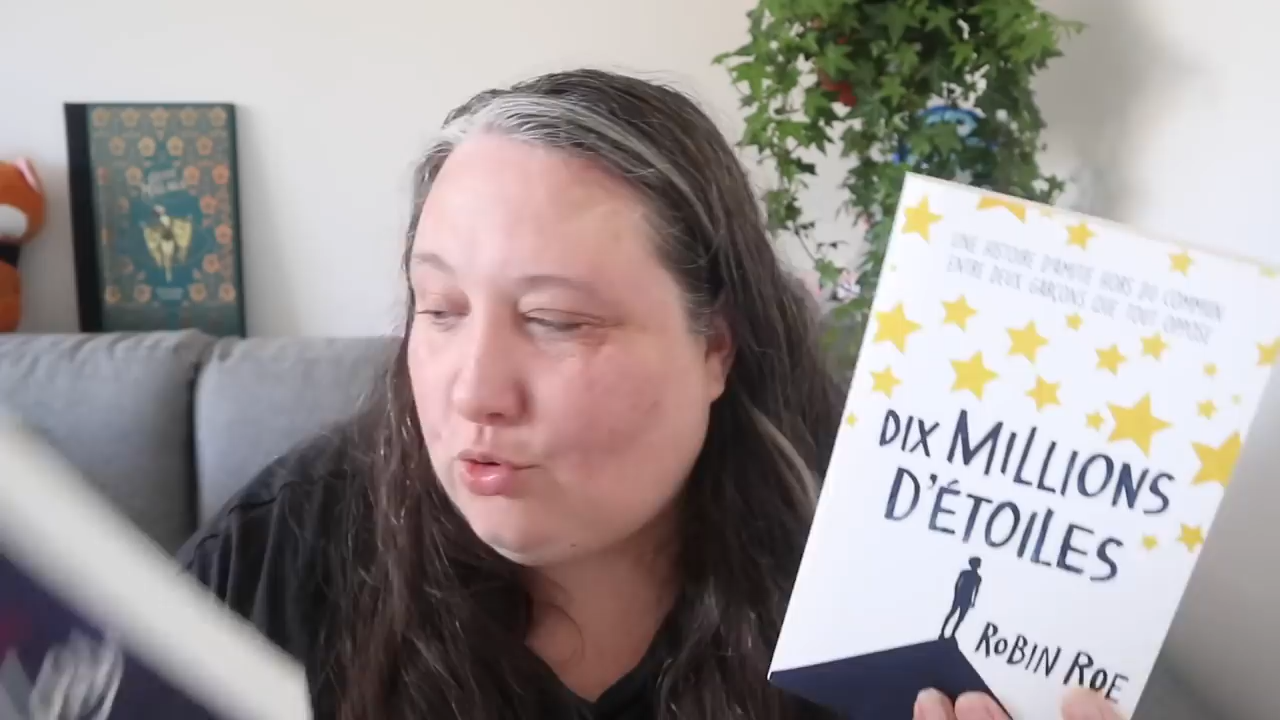 UNE HISTOIRE D'AMITIÉ HORS DU COMMUN
ENTRE DEUX GARÇONS QUE TOUT OPPOSE
DIX MILLIONS
D'ÉTOILES
ROBIN ROE